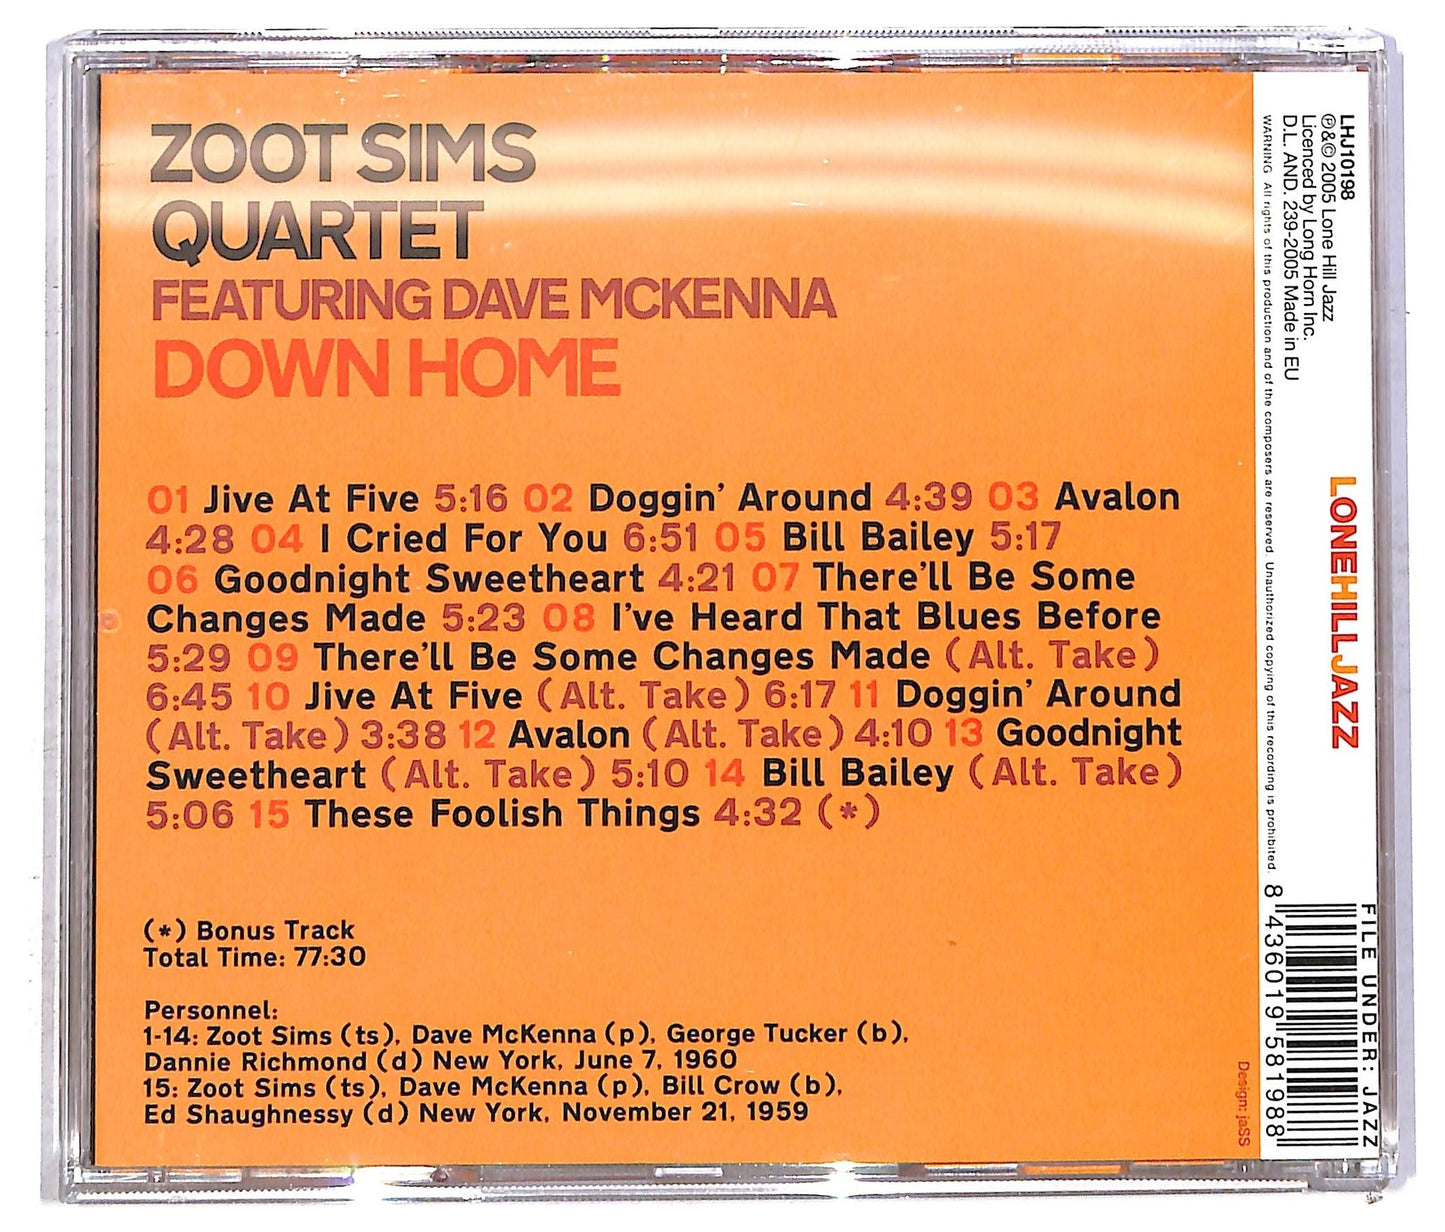 ZOOT SIMS
QUARTET
FEATURING DAVE MCKENNA
DOWN HOME
01 Jive At Five 5:16 02 Doggin' Around 4:39 03 Avalon
4:28 04 I Cried For You 6:51 05 Bill Bailey 5:17
06 Goodnight Sweetheart 4:21 07 There'll Be Some
Changes Made 5:23 08 I've Heard That Blues Before
5:29 09 There'll Be Some Changes Made (Alt. Take)
6:45 10 Jive At Five (Alt. Take) 6:17 11 Doggin' Around
(Alt. Take) 3:38 12 Avalon (Alt. Take) 4:10 13 Goodnight
Sweetheart (Alt. Take) 5:10 14 Bill Bailey (Alt. Take)
5:06 15 These Foolish Things 4:32 (*)
(*) Bonus Track
Total Time: 77:30
Personnel:
1-14: Zoot Sims (ts), Dave McKenna (p), George Tucker (b),
Dannie Richmond (d) New York, June 7, 1960
15: Zoot Sims (ts), Dave McKenna (p), Bill Crow (b),
Ed Shaughnessy (d) New York, November 21, 1959
Design: jaSS
LHJ10198
℗&© 2005 Lone Hill Jazz
Licenced by Long Horn Inc.
D.L. AND. 239-2005 Made in EU
WARNING All rights of this production and of the composers are reserved. Unauthorized copying of this recording is prohibited.
LONEHILLJAZZ
FILE UNDER: JAZZ
8 436019 581988